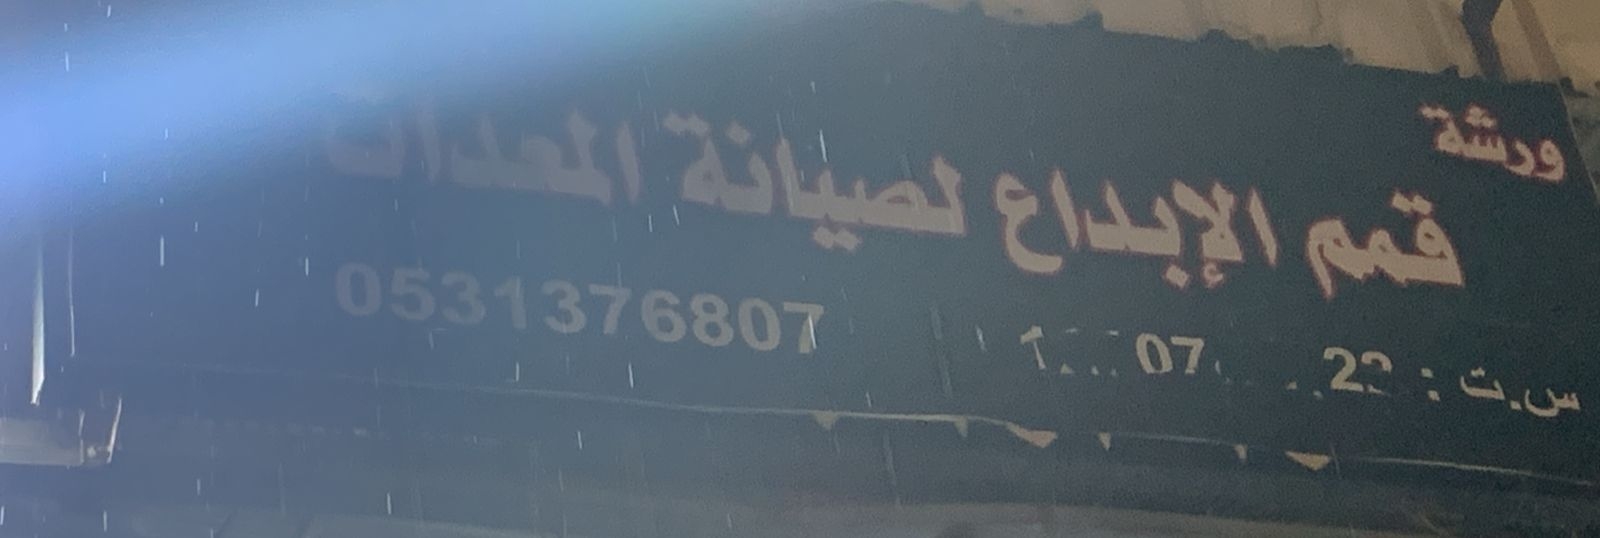 ورشة
قمم الإبداع لصيانة المعدات
س.ت :
0531376807